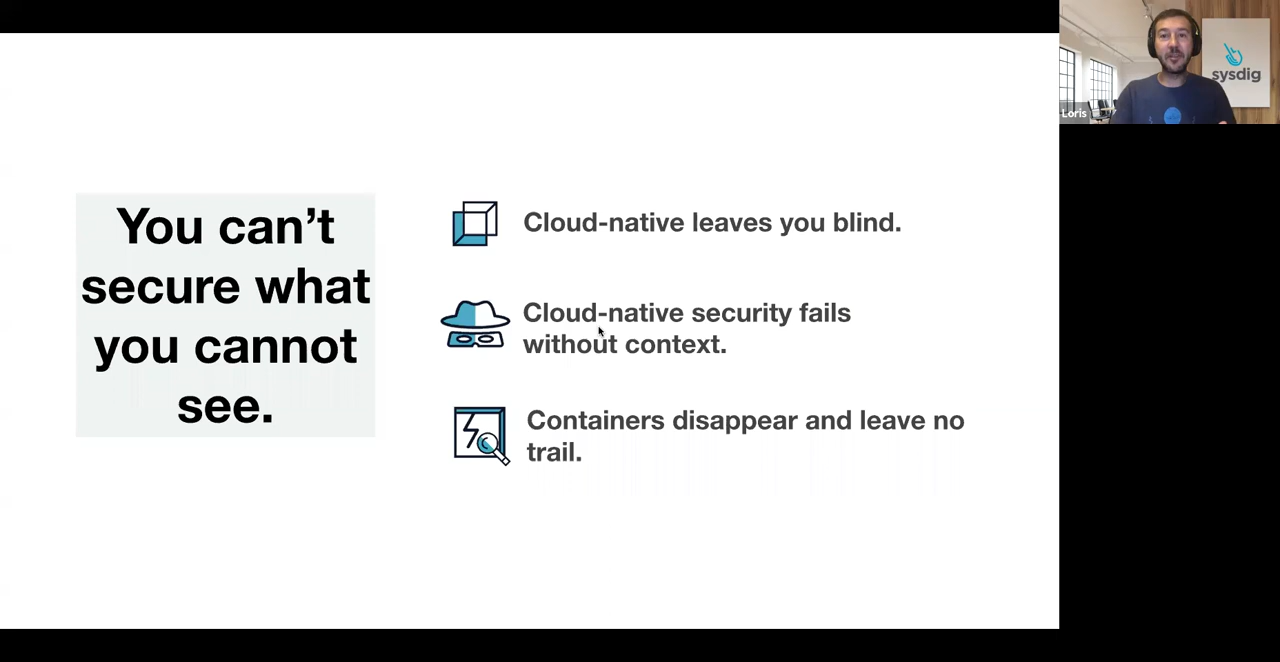 You can’t
secure what
you cannot
see.
Cloud-native leaves you blind.
Cloud-native security fails
without context.
Containers disappear and leave no
trail.
sysdig
Loris